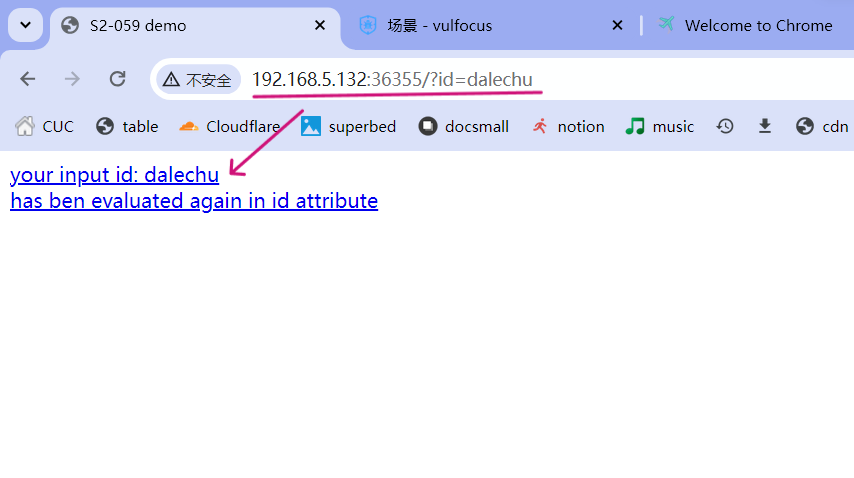 S2-059 demo
场景 - vulfocus
Welcome to Chrome
不安全
192.168.5.132:36355/?id=dalechu
CUC
table
Cloudflare
superbed
docsmall
notion
music
cdn
your input id: dalechu
has ben evaluated again in id attribute